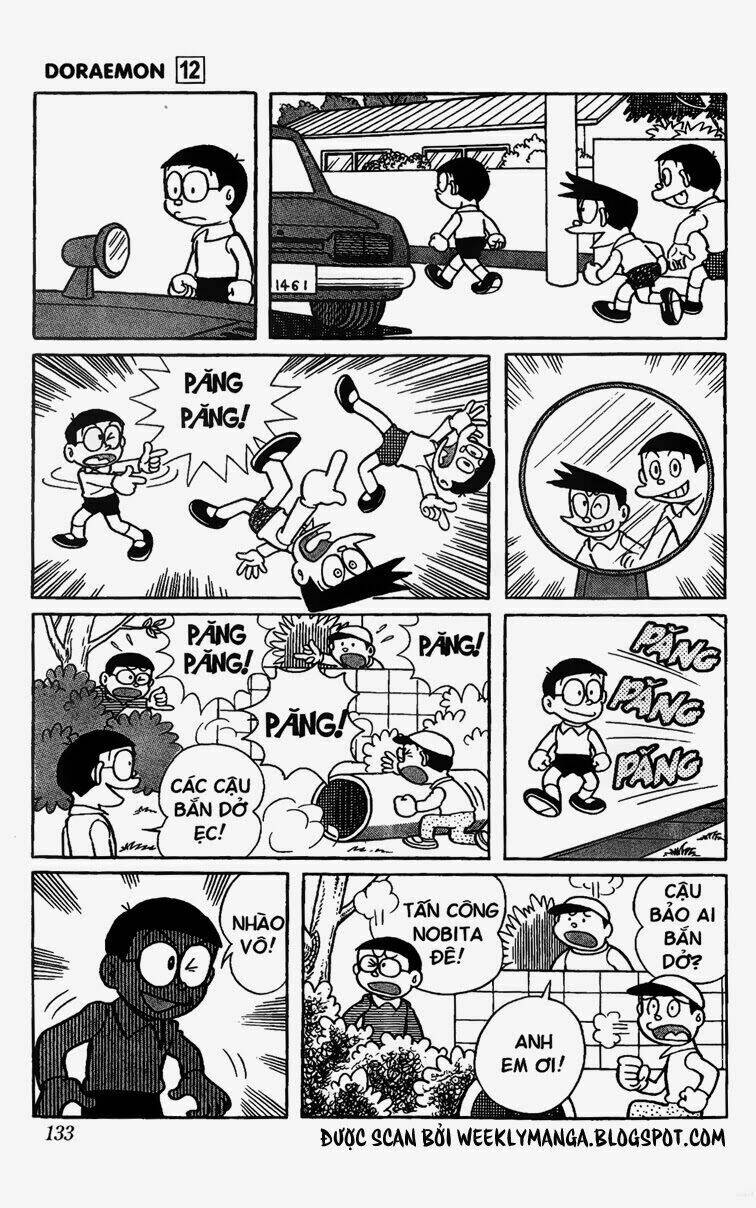 DORAEMON 12
1461
PĂNG
PĂNG!
PĂNG
PĂNG!
PĂNG!
PĂNG!
CÁC CẬU
BẮN DỞ
ẸC!
PĂNG
PĂNG
PĂNG
NHÀO
VÔ!
TẤN CÔNG
NOBITA
ĐÊ!
CẬU
BẢO AI
BẮN
DỞ?
ANH
EM ƠI!
133
ĐƯỢC SCAN BỞI WEEKLYMANGA.BLOGSPOT.COM